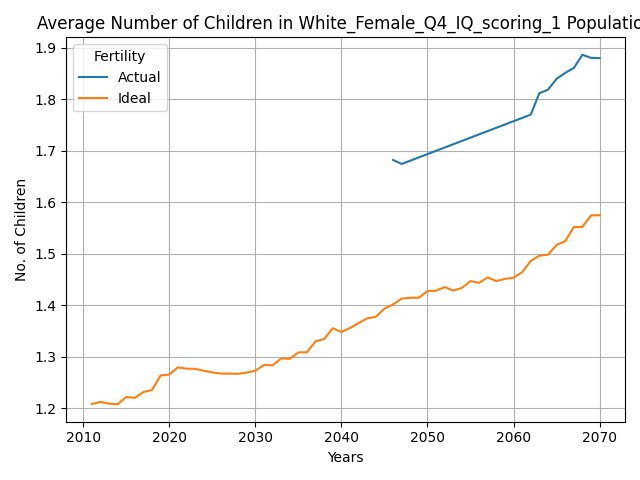 Average Number of Children in White_Female_Q4_IQ_scoring_1 Populatio
Fertility
Actual
Ideal
1.9
1.8
1.7
1.6
1.5
1.4
1.3
1.2
No. of Children
2010 2020 2030 2040 2050 2060 2070
Years